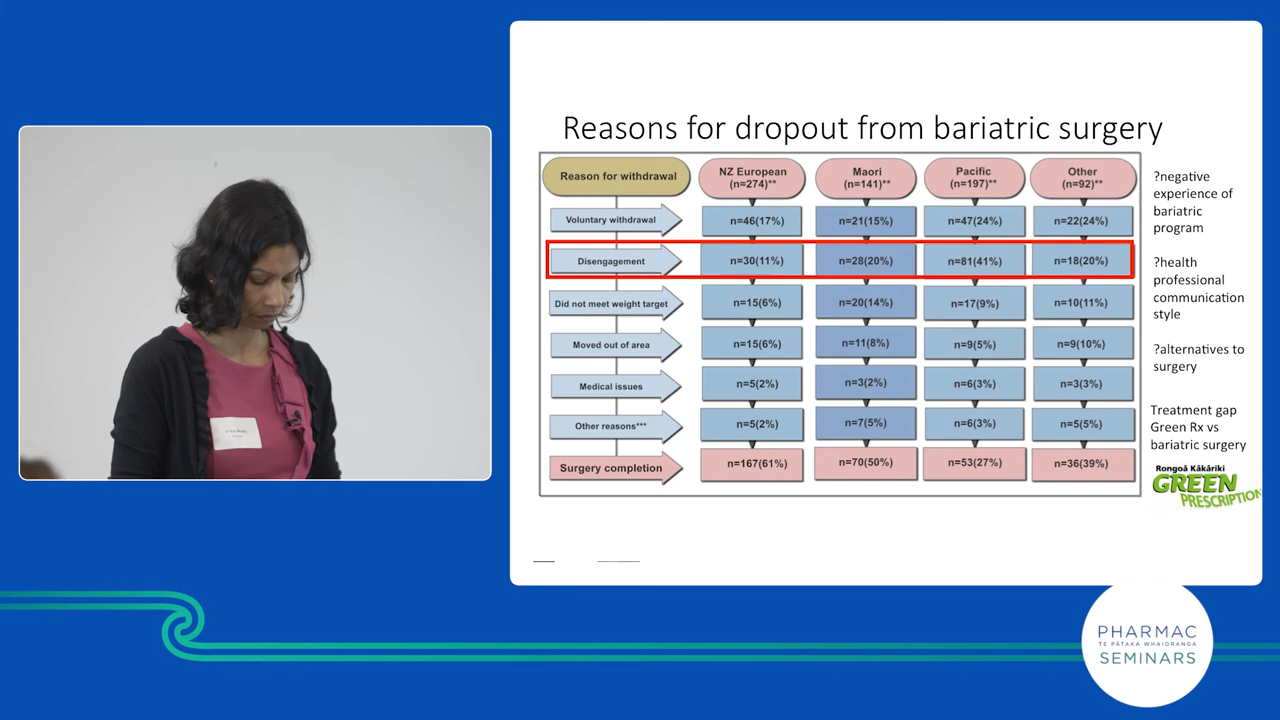 Reasons for dropout from bariatric surgery
Reason for withdrawal
NZ European
(n=274)**
Maori
(n=141)**
Pacific
(n=197)**
Other
(n=92)**
Voluntary withdrawal
n=46(17%)
n=21(15%)
n=47(24%)
n=22(24%)
Disengagement
n=30(11%)
n=28(20%)
n=81(41%)
n=18(20%)
Did not meet weight target
n=15(6%)
n=20(14%)
n=17(9%)
n=10(11%)
Moved out of area
n=15(6%)
n=11(8%)
n=9(5%)
n=9(10%)
Medical issues
n=5(2%)
n=3(2%)
n=6(3%)
n=3(3%)
Other reasons***
n=5(2%)
n=7(5%)
n=6(3%)
n=5(5%)
Surgery completion
n=167(61%)
n=70(50%)
n=53(27%)
n=36(39%)
?negative
experience of
bariatric
program
?health
professional
communication
style
?alternatives to
surgery
Treatment gap
Green Rx vs
bariatric surgery
Rongoā Kākāriki
GREEN
PRESCRIPTION
PHARMAC
TE PĀTAKA WHAIORANGA
SEMINARS